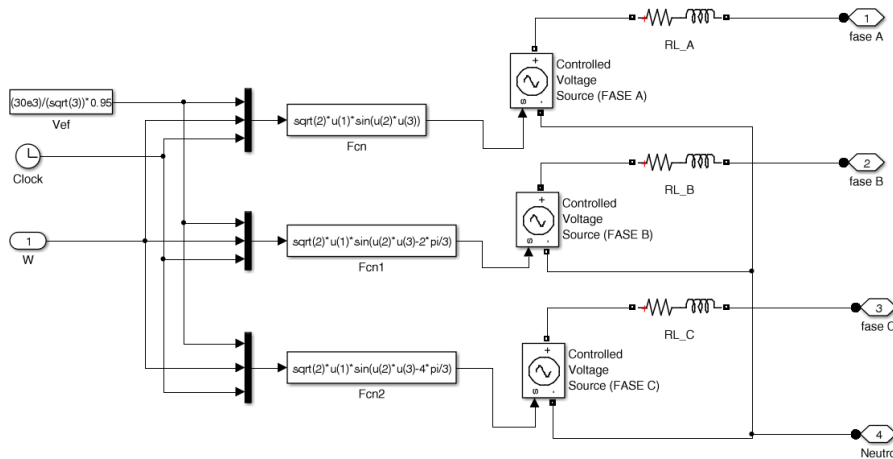 1
fase A
RL_A
+
Controlled
Voltage
Source (FASE A)
s
-
(30e3)/(sqrt(3))*0.95
Vef
sqrt(2)*u(1)*sin(u(2)*u(3))
Fcn
Clock
2
fase B
RL_B
+
Controlled
Voltage
Source (FASE B)
s
-
1
W
sqrt(2)*u(1)*sin(u(2)*u(3)-2*pi/3)
Fcn1
3
fase C
RL_C
+
Controlled
Voltage
Source (FASE C)
s
-
sqrt(2)*u(1)*sin(u(2)*u(3)-4*pi/3)
Fcn2
4
Neutro